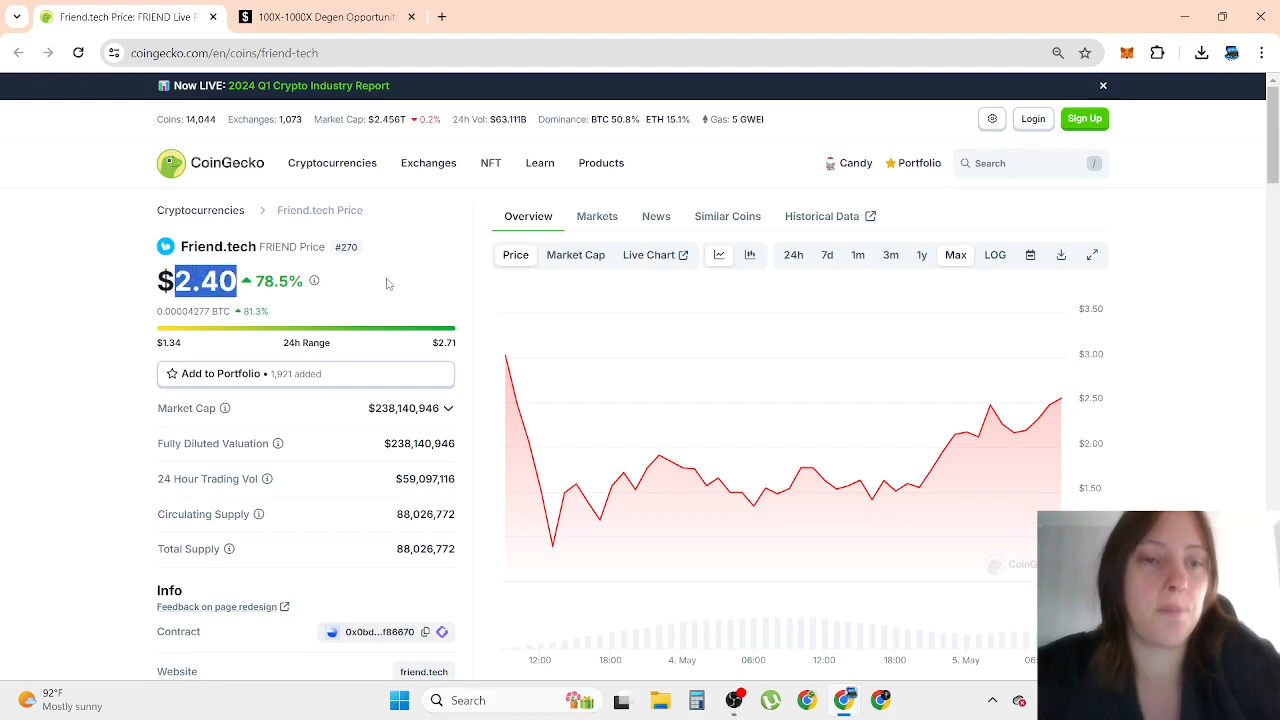 Friend.tech Price: FRIEND Live P
100X-1000X Degen Opportunit
coingecko.com/en/coins/friend-tech
Now LIVE: 2024 Q1 Crypto Industry Report
Coins: 14,044 Exchanges: 1,073 Market Cap: $2.456T 0.2% 24h Vol: $63.111B Dominance: BTC 50.8% ETH 15.1% Gas: 5 GWEI
Login
Sign Up
CoinGecko
Cryptocurrencies Exchanges NFT Learn Products
Candy Portfolio Search /
Cryptocurrencies > Friend.tech Price
Overview Markets News Similar Coins Historical Data
Friend.tech FRIEND Price #270
Price Market Cap Live Chart 24h 7d 1m 3m 1y Max LOG
$2.40 78.5%
0.00004277 BTC 81.3%
$1.34 24h Range $2.71
Add to Portfolio • 1,921 added
Market Cap $238,140,946
Fully Diluted Valuation $238,140,946
24 Hour Trading Vol $59,097,116
Circulating Supply 88,026,772
Total Supply 88,026,772
Info
Feedback on page redesign
Contract 0x0bd...f86670
Website friend.tech
$3.50
$3.00
$2.50
$2.00
$1.50
CoinG
12:00 18:00 4. May 06:00 12:00 18:00 5. May 06:
92°F
Mostly sunny
Search